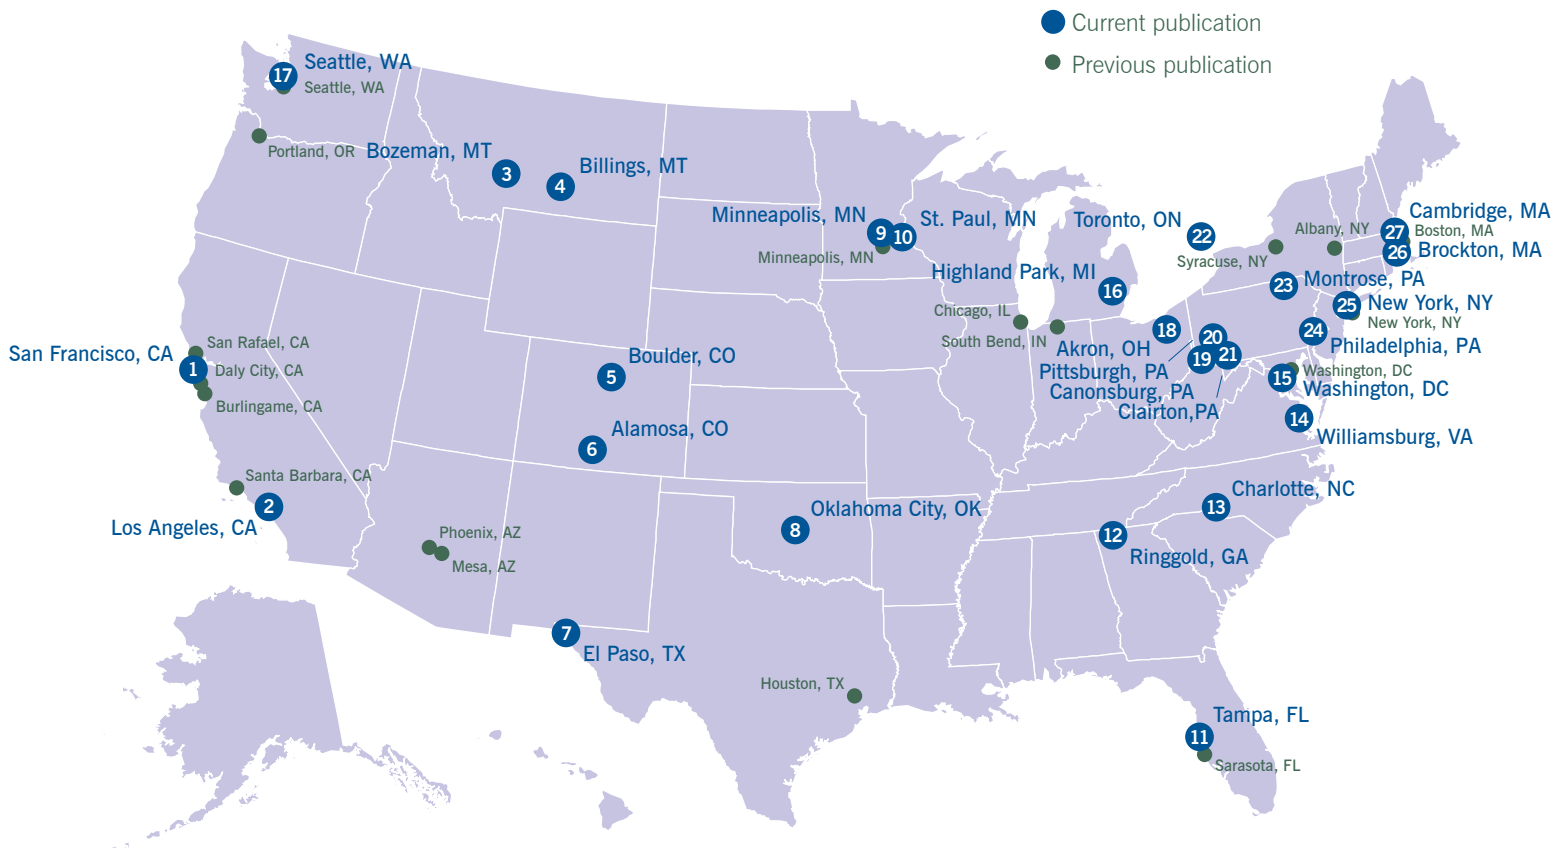 Current publication
Previous publication
17
Seattle, WA
Seattle, WA
Portland, OR
Bozeman, MT
3
4
Billings, MT
Minneapolis, MN
9
10
St. Paul, MN
Minneapolis, MN
Toronto, ON
22
Highland Park, MI
16
Syracuse, NY
Albany, NY
27
Cambridge, MA
Boston, MA
26
Brockton, MA
23
Montrose, PA
25
New York, NY
New York, NY
Chicago, IL
South Bend, IN
18
Akron, OH
20
Pittsburgh, PA
19
Canonsburg, PA
21
Clairton,PA
24
Philadelphia, PA
Washington, DC
15
Washington, DC
14
Williamsburg, VA
San Rafael, CA
San Francisco, CA
1
Daly City, CA
Burlingame, CA
Santa Barbara, CA
2
Los Angeles, CA
5
Boulder, CO
6
Alamosa, CO
Phoenix, AZ
Mesa, AZ
8
Oklahoma City, OK
13
Charlotte, NC
12
Ringgold, GA
7
El Paso, TX
Houston, TX
Tampa, FL
11
Sarasota, FL